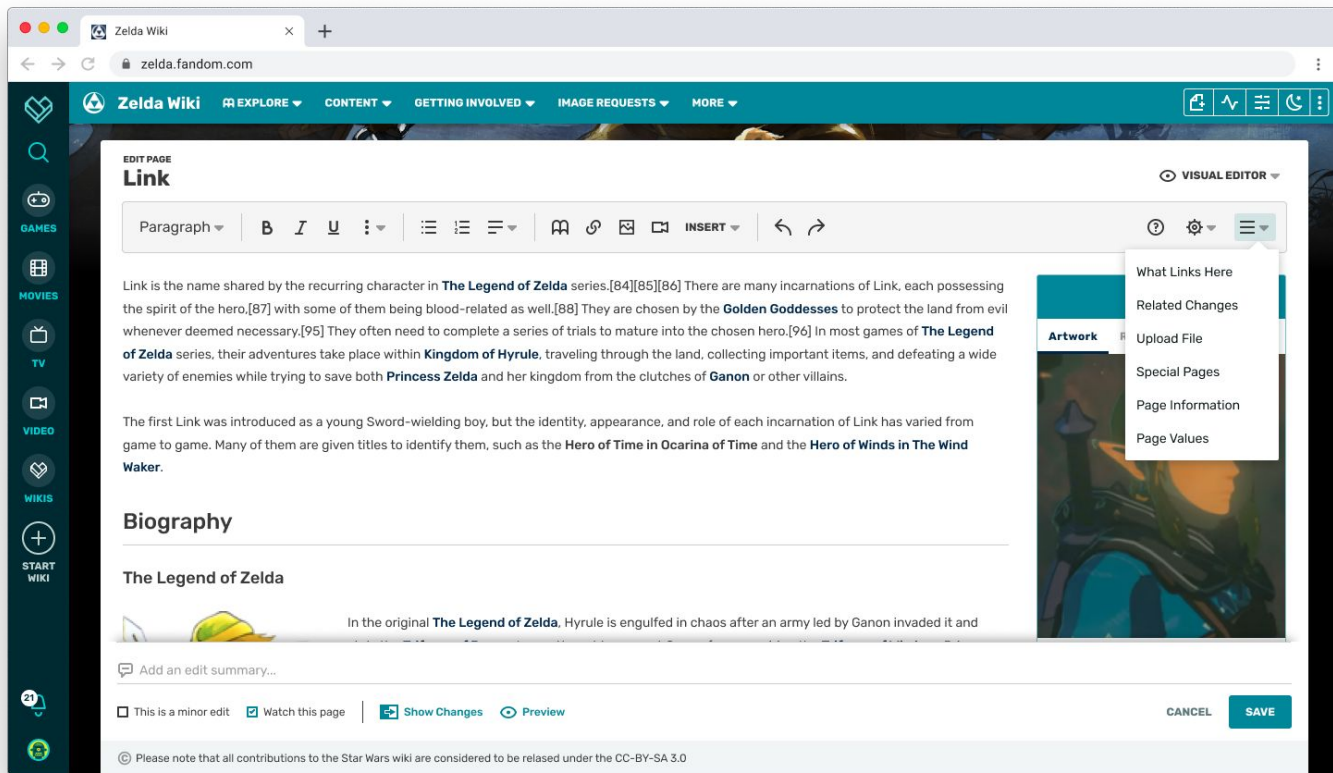 Zelda Wiki
zelda.fandom.com
Zelda Wiki EXPLORE CONTENT GETTING INVOLVED IMAGE REQUESTS MORE
GAMES
MOVIES
TV
VIDEO
WIKIS
START
WIKI
21
EDIT PAGE
Link
VISUAL EDITOR
Paragraph B I U INSERT
What Links Here
Related Changes
Upload File
Special Pages
Page Information
Page Values
Link is the name shared by the recurring character in The Legend of Zelda series.[84][85][86] There are many incarnations of Link, each possessing
the spirit of the hero,[87] with some of them being blood-related as well.[88] They are chosen by the Golden Goddesses to protect the land from evil
whenever deemed necessary.[95] They often need to complete a series of trials to mature into the chosen hero.[96] In most games of The Legend
of Zelda series, their adventures take place within Kingdom of Hyrule, traveling through the land, collecting important items, and defeating a wide
variety of enemies while trying to save both Princess Zelda and her kingdom from the clutches of Ganon or other villains.
The first Link was introduced as a young Sword-wielding boy, but the identity, appearance, and role of each incarnation of Link has varied from
game to game. Many of them are given titles to identify them, such as the Hero of Time in Ocarina of Time and the Hero of Winds in The Wind
Waker.
Artwork
Biography
The Legend of Zelda
In the original The Legend of Zelda, Hyrule is engulfed in chaos after an army led by Ganon invaded it and
Add an edit summary...
This is a minor edit Watch this page Show Changes Preview
CANCEL SAVE
© Please note that all contributions to the Star Wars wiki are considered to be relased under the CC-BY-SA 3.0